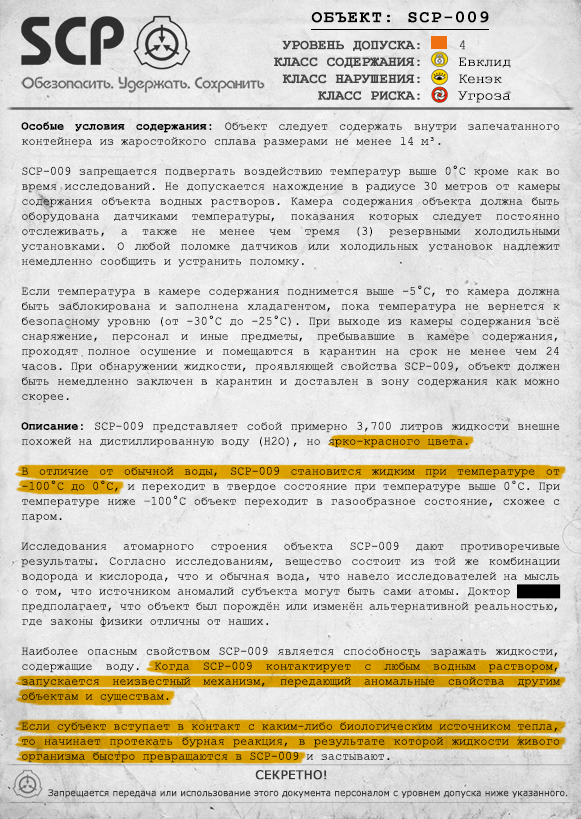 SCP
Обезопасить. Удержать. Сохранить
ОБЪЕКТ: SCP-009
УРОВЕНЬ ДОПУСКА: 4
КЛАСС СОДЕРЖАНИЯ: Евклид
КЛАСС НАРУШЕНИЯ: Кенэк
КЛАСС РИСКА: Угроза
Особые условия содержания: Объект следует содержать внутри запечатанного
контейнера из жаростойкого сплава размерами не менее 14 м³.
SCP-009 запрещается подвергать воздействию температур выше 0°C кроме как во
время исследований. Не допускается нахождение в радиусе 30 метров от камеры
содержания объекта водных растворов. Камера содержания объекта должна быть
оборудована датчиками температуры, показания которых следует постоянно
отслеживать, а также не менее чем тремя (3) резервными холодильными
установками. О любой поломке датчиков или холодильных установок надлежит
немедленно сообщить и устранить поломку.
Если температура в камере содержания поднимется выше -5°C, то камера должна
быть заблокирована и заполнена хладагентом, пока температура не вернется к
безопасному уровню (от -30°C до -25°C). При выходе из камеры содержания всё
снаряжение, персонал и иные предметы, пребывавшие в камере содержания,
проходят полное осушение и помещаются в карантин на срок не менее чем 24
часов. При обнаружении жидкости, проявляющей свойства SCP-009, объект должен
быть немедленно заключен в карантин и доставлен в зону содержания как можно
скорее.
Описание: SCP-009 представляет собой примерно 3,700 литров жидкости внешне
похожей на дистиллированную воду (H2O), но ярко-красного цвета.
В отличие от обычной воды, SCP-009 становится жидким при температуре от
-100°C до 0°C, и переходит в твердое состояние при температуре выше 0°C. При
температуре ниже -100°C объект переходит в газообразное состояние, схожее с
паром.
Исследования атомарного строения объекта SCP-009 дают противоречивые
результаты. Согласно исследованиям, вещество состоит из той же комбинации
водорода и кислорода, что и обычная вода, что навело исследователей на мысль
о том, что источником аномалий субъекта могут быть сами атомы. Доктор
предполагает, что объект был порождён или изменён альтернативной реальностью,
где законы физики отличны от наших.
Наиболее опасным свойством SCP-009 является способность заражать жидкости,
содержащие воду. Когда SCP-009 контактирует с любым водным раствором,
запускается неизвестный механизм, передающий аномальные свойства другим
объектам и существам.
Если субъект вступает в контакт с каким-либо биологическим источником тепла,
то начинает протекать бурная реакция, в результате которой жидкости живого
организма быстро превращаются в SCP-009 и застывают.
СЕКРЕТНО!
Запрещается передача или использование этого документа персоналом с уровнем допуска ниже указанного.